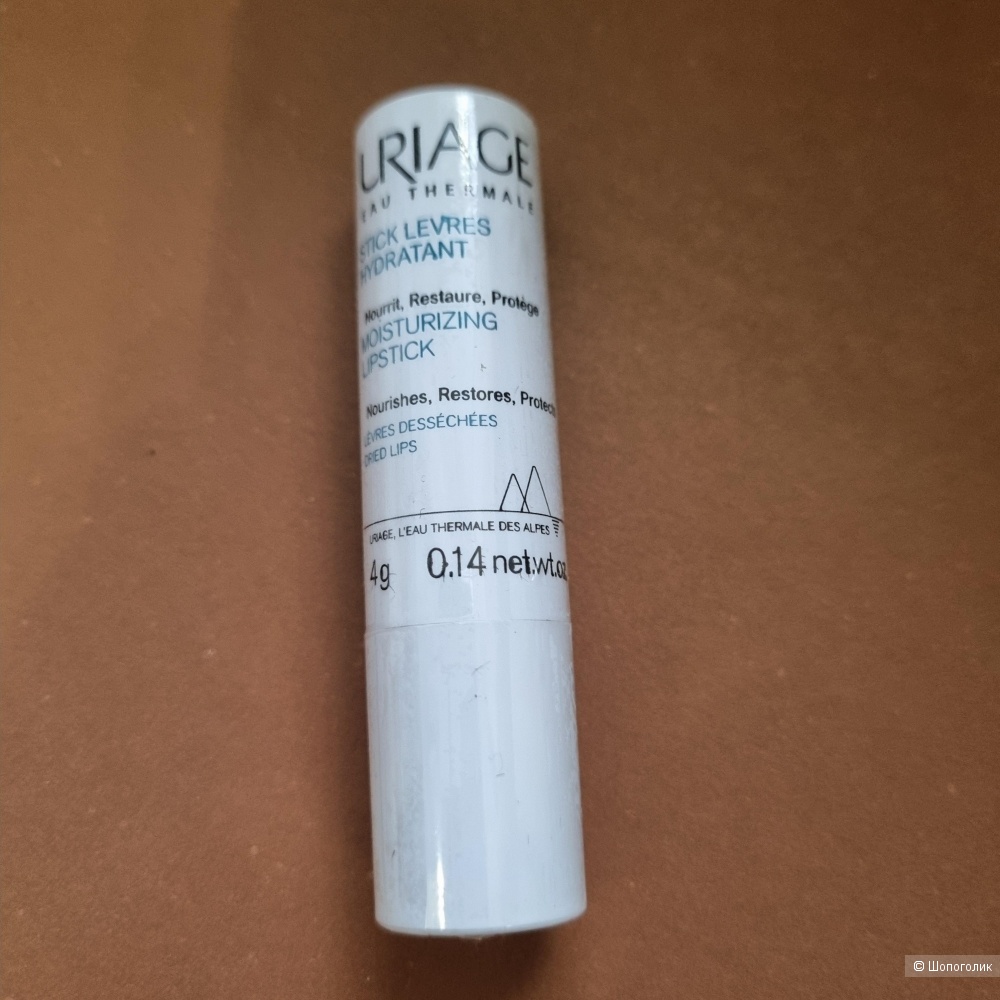 URIAGE
EAU THERMALE
STICK LEVRES
HYDRATANT
Nourrit, Restaure, Protège
MOISTURIZING
LIPSTICK
Nourishes, Restores, Protects
LÈVRES DESSÉCHÉES
DRIED LIPS
URIAGE, L'EAU THERMALE DES ALPES
4g 0.14 net.wt.oz
© Шопоголик